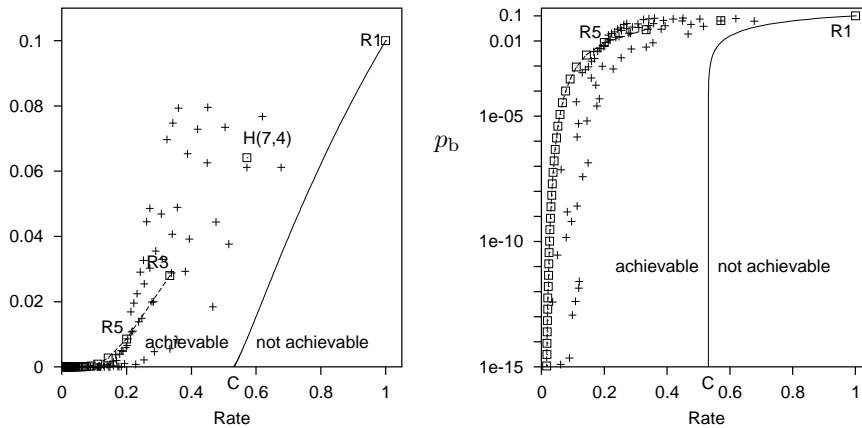 0.1
0.08
0.06
0.04
0.02
0
R1
H(7,4)
R3
R5
achievable
not achievable
0 0.2 0.4 C 0.6 0.8 1
Rate
p_b
0.1
0.01
1e-05
1e-10
1e-15
R5
R1
achievable
not achievable
0 0.2 0.4 C 0.6 0.8 1
Rate